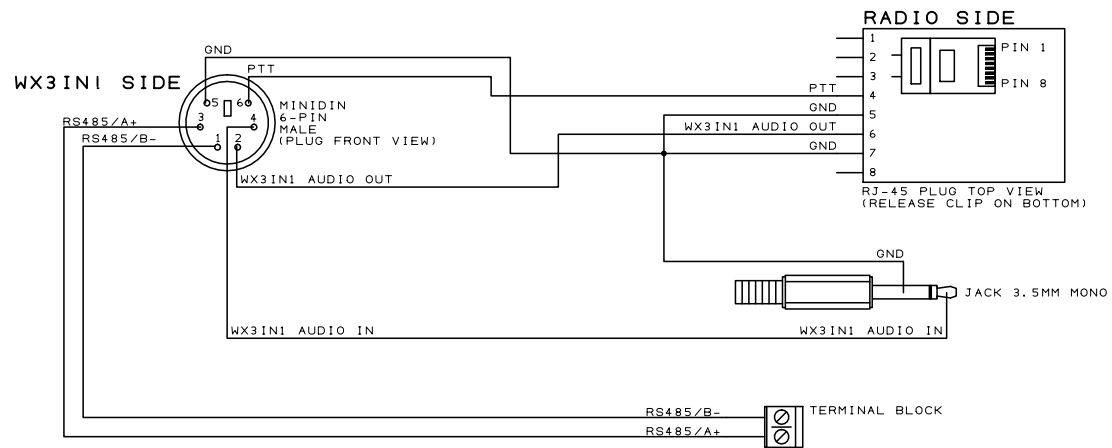 RADIO SIDE
1
2
3
4
5
6
7
8
PIN 1
PIN 8
PTT
GND
WX3IN1 AUDIO OUT
GND
RJ-45 PLUG TOP VIEW
(RELEASE CLIP ON BOTTOM)
WX3IN1 SIDE
GND
PTT
5
6
3
4
1
2
MINIDIN
6-PIN
MALE
(PLUG FRONT VIEW)
RS485/A+
RS485/B-
WX3IN1 AUDIO OUT
GND
JACK 3.5MM MONO
WX3IN1 AUDIO IN
WX3IN1 AUDIO IN
RS485/B-
RS485/A+
TERMINAL BLOCK